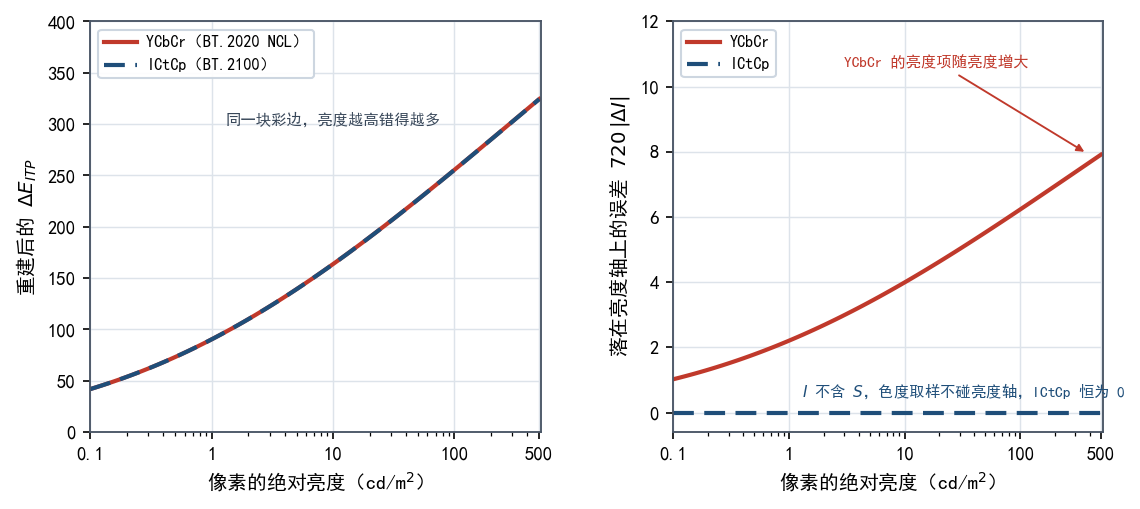 400
350
300
250
200
150
100
50
0
YCbCr（BT.2020 NCL）
ICtCp（BT.2100）
同一块彩边，亮度越高错得越多
重建后的 ΔE_ITP
0.1 1 10 100 500
像素的绝对亮度（cd/m²）
12
10
8
6
4
2
0
YCbCr
ICtCp
YCbCr 的亮度项随亮度增大
落在亮度轴上的误差 720|ΔI|
I 不含 S，色度取样不碰亮度轴，ICtCp 恒为 0
0.1 1 10 100 500
像素的绝对亮度（cd/m²）